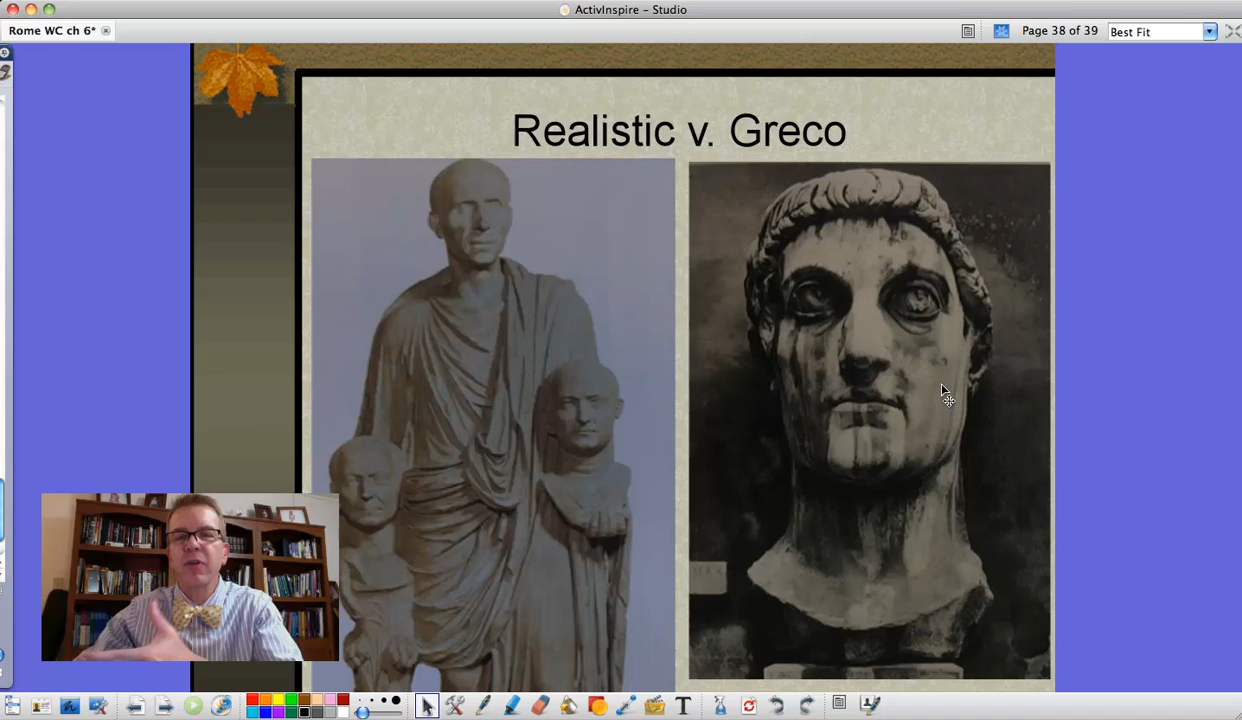 ActivInspire – Studio
Rome WC ch 6*
Page 38 of 39
Best Fit
Realistic v. Greco
T